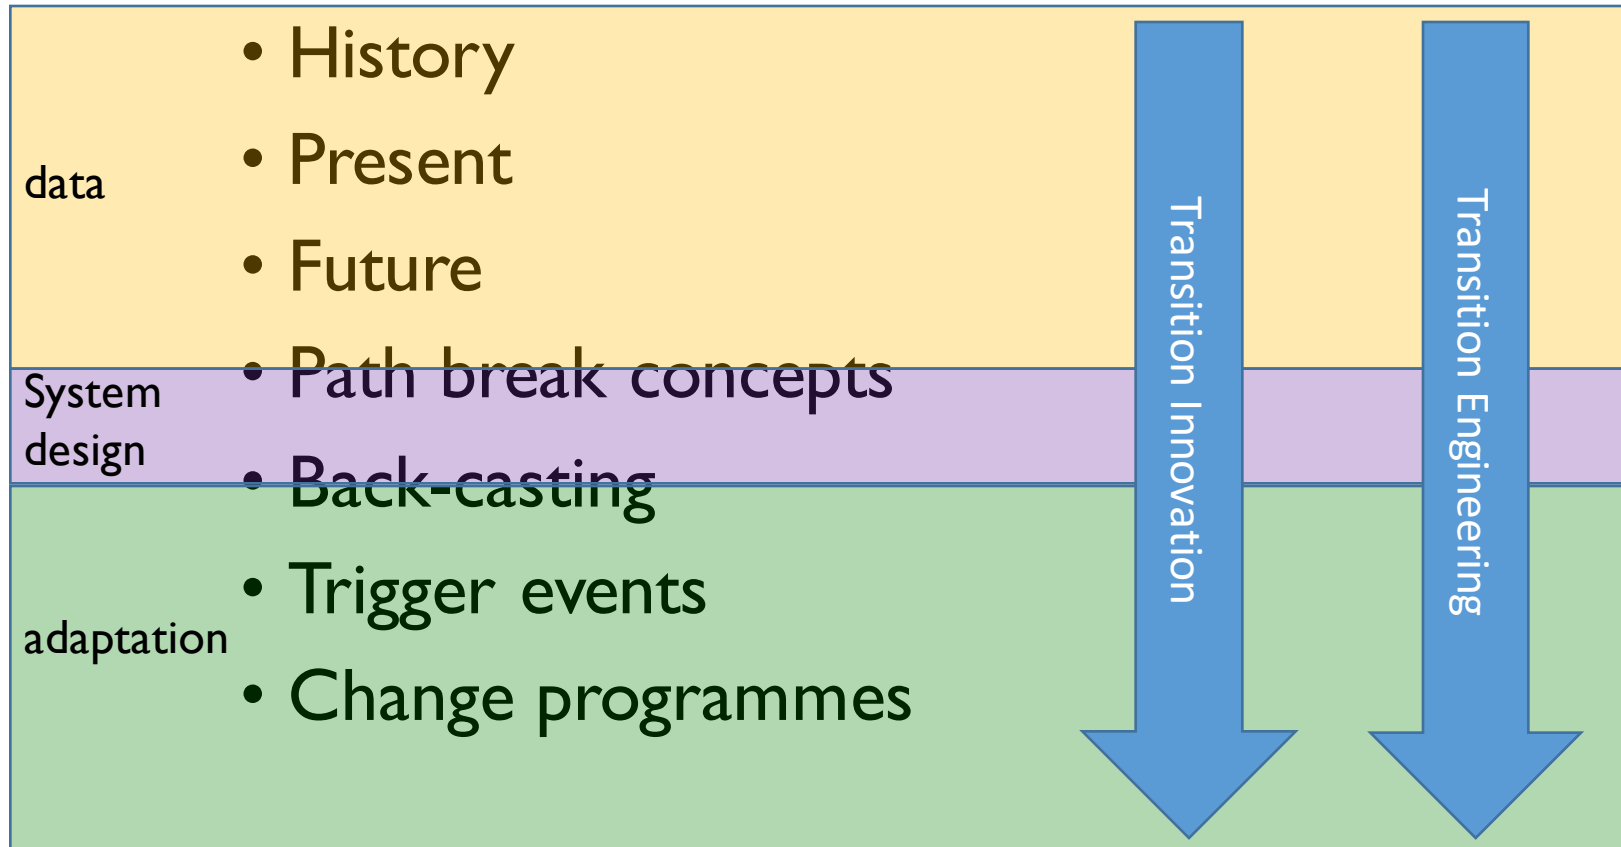 • History
• Present
data
• Future
• Path break concepts
System
design
• Back-casting
• Trigger events
adaptation
• Change programmes
Transition Innovation
Transition Engineering